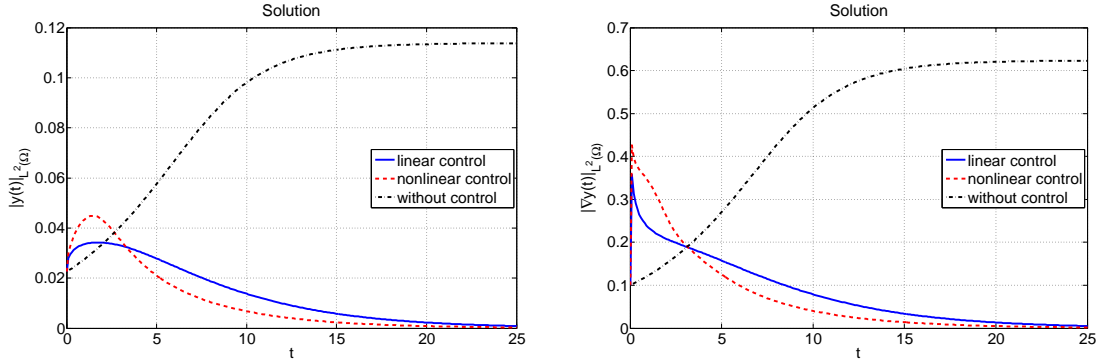 Solution
|y(t)|_{L^2(Ω)}
0.12
0.1
0.08
0.06
0.04
0.02
0
linear control
nonlinear control
without control
0 5 10 15 20 25
t
Solution
|∇y(t)|_{L^2(Ω)}
0.7
0.6
0.5
0.4
0.3
0.2
0.1
0
linear control
nonlinear control
without control
0 5 10 15 20 25
t